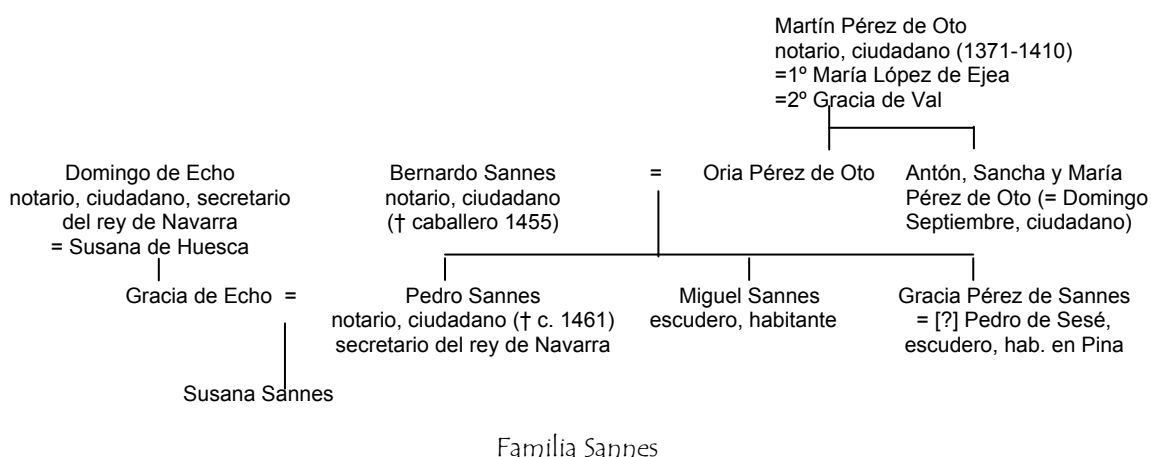 Martín Pérez de Oto
notario, ciudadano (1371-1410)
=1º María López de Ejea
=2º Gracia de Val
Domingo de Echo
notario, ciudadano, secretario
del rey de Navarra
= Susana de Huesca
Bernardo Sannes
notario, ciudadano
(† caballero 1455)
=
Oria Pérez de Oto
Antón, Sancha y María
Pérez de Oto (= Domingo
Septiembre, ciudadano)
Gracia de Echo =
Pedro Sannes
notario, ciudadano († c. 1461)
secretario del rey de Navarra
Miguel Sannes
escudero, habitante
Gracia Pérez de Sannes
= [?] Pedro de Sesé,
escudero, hab. en Pina
Susana Sannes
Familia Sannes